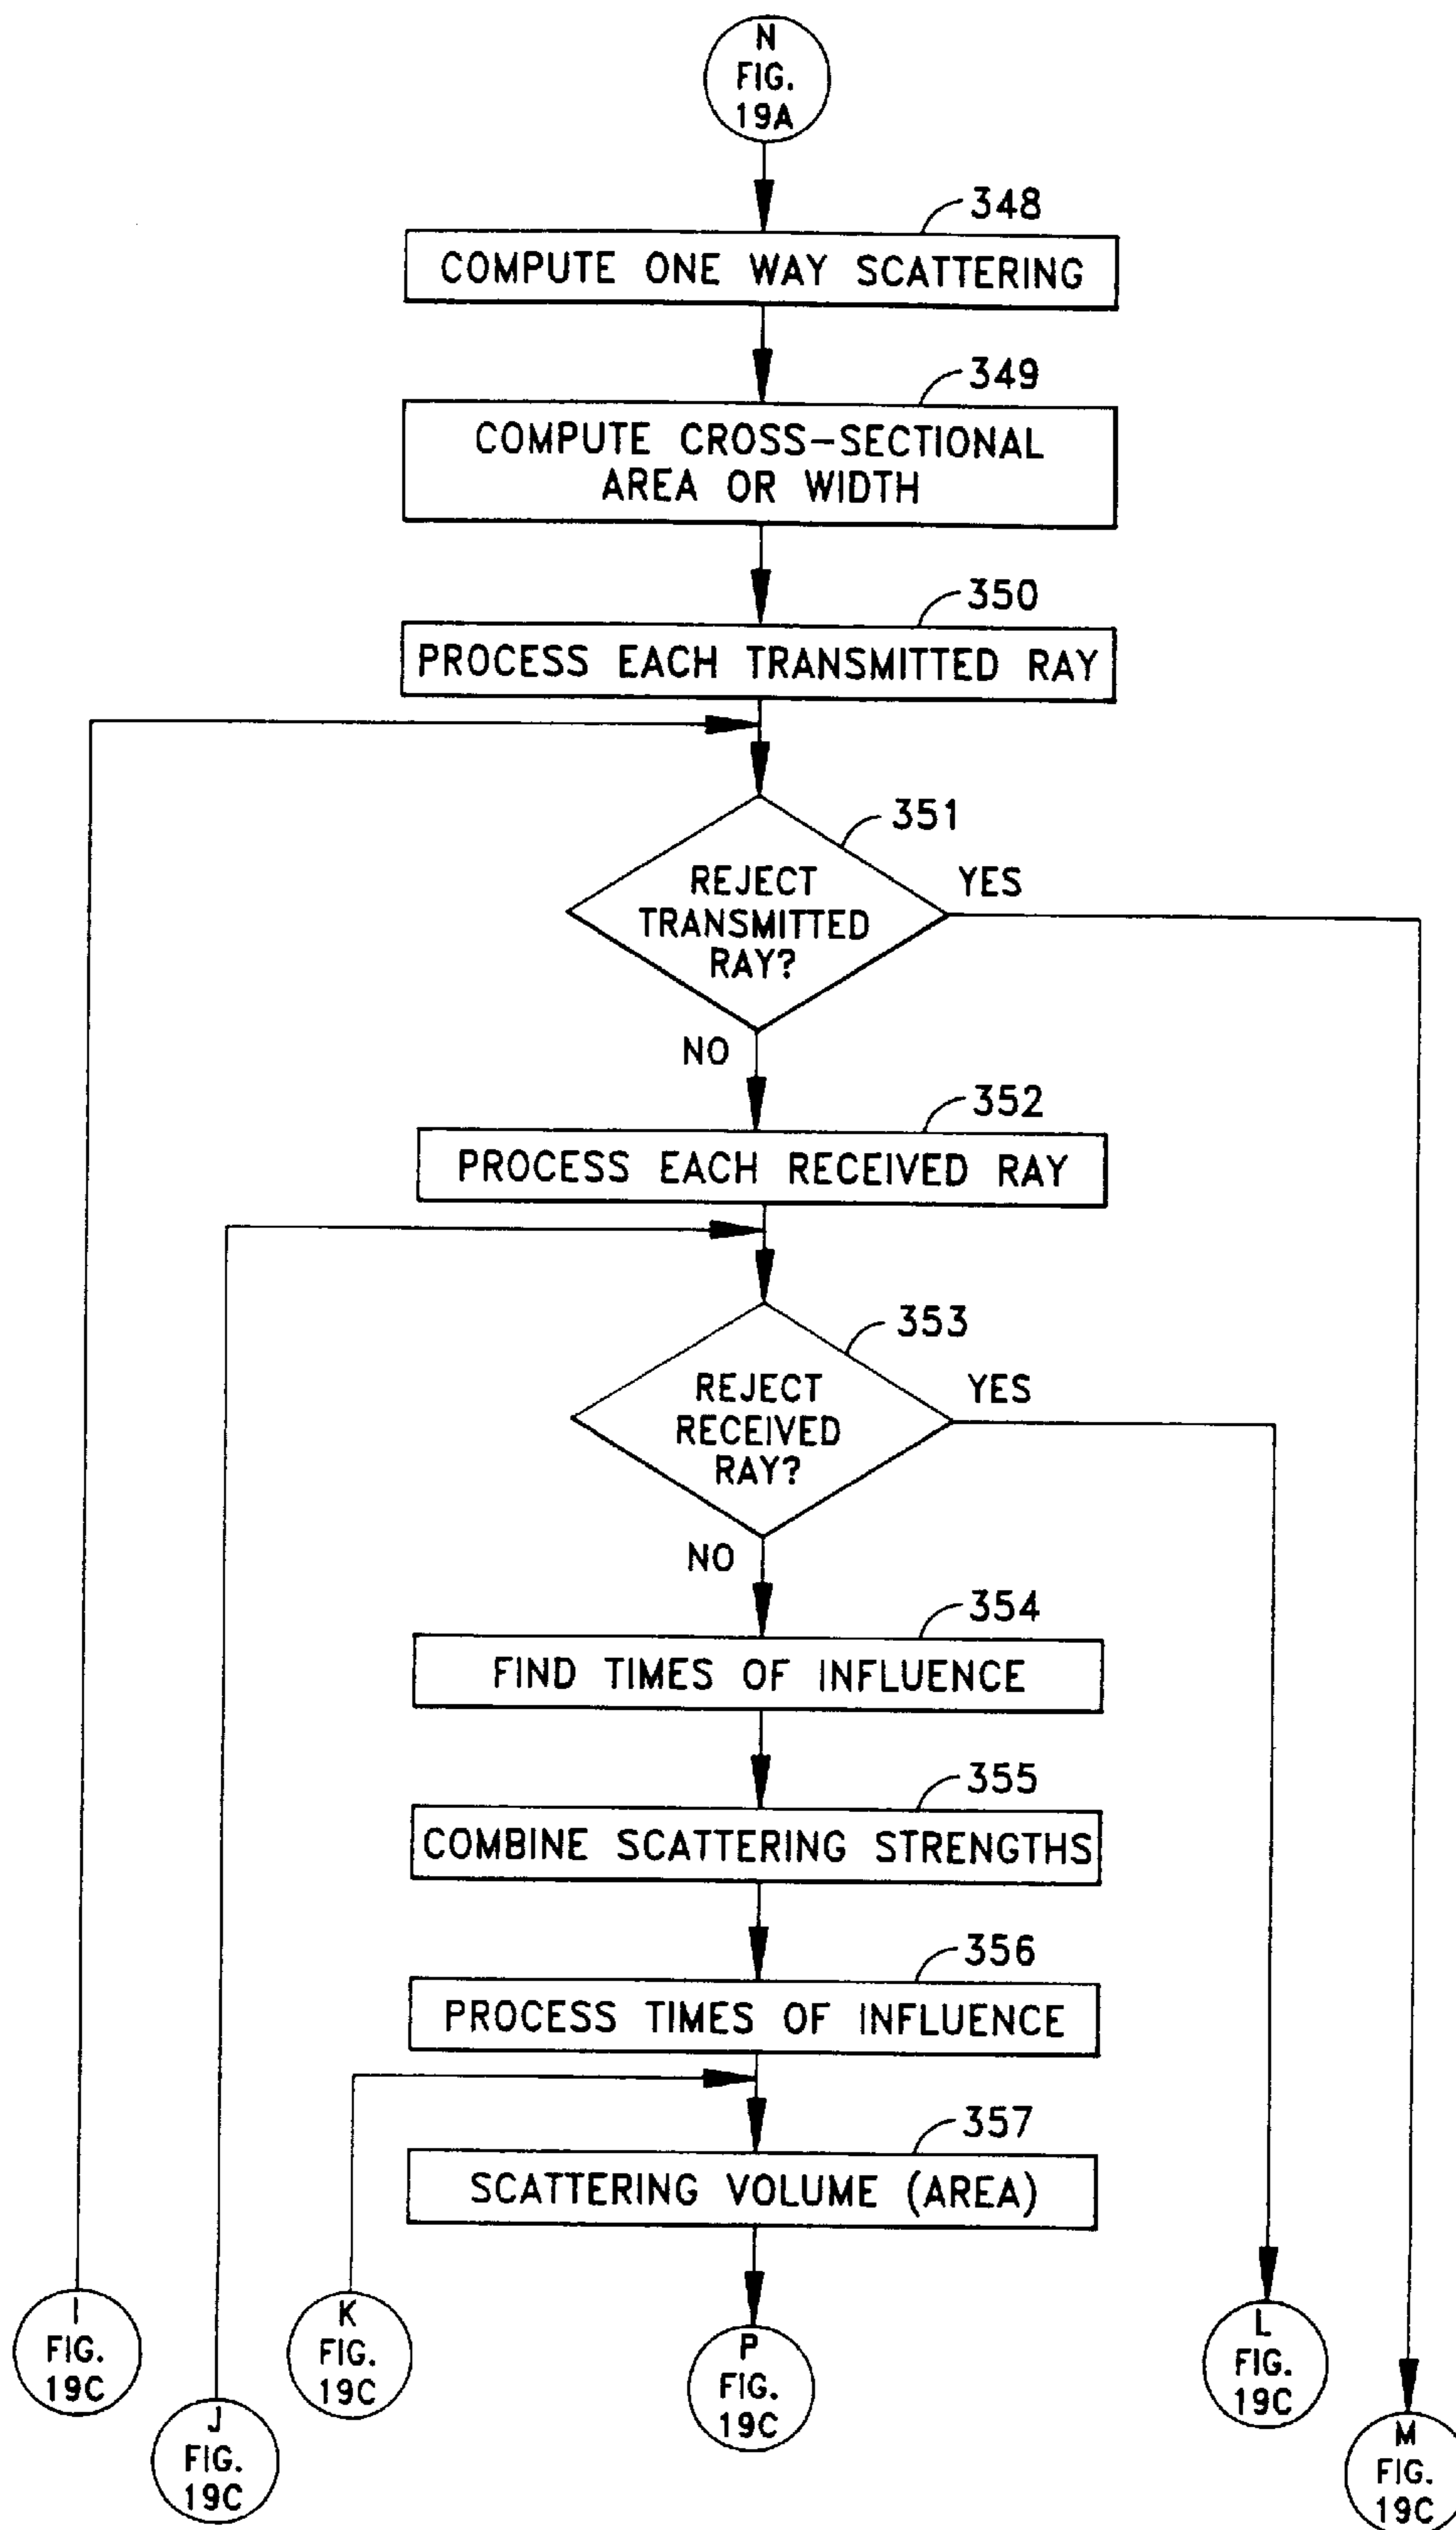 N
FIG.
19A
348
COMPUTE ONE WAY SCATTERING
349
COMPUTE CROSS-SECTIONAL
AREA OR WIDTH
350
PROCESS EACH TRANSMITTED RAY
351
REJECT
TRANSMITTED
RAY?
YES
NO
352
PROCESS EACH RECEIVED RAY
353
REJECT
RECEIVED
RAY?
YES
NO
354
FIND TIMES OF INFLUENCE
355
COMBINE SCATTERING STRENGTHS
356
PROCESS TIMES OF INFLUENCE
357
SCATTERING VOLUME (AREA)
I
FIG.
19C
J
FIG.
19C
K
FIG.
19C
P
FIG.
19C
L
FIG.
19C
M
FIG.
19C